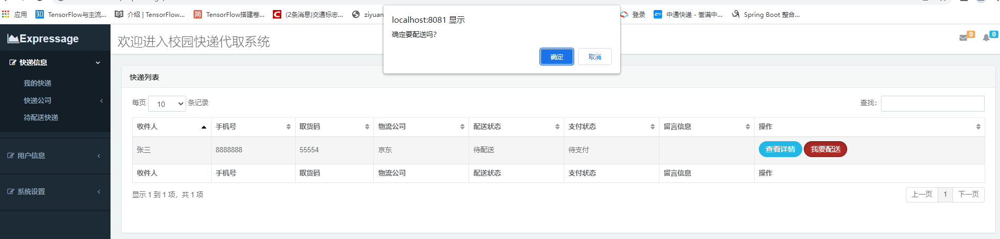 应用 TensorFlow与主流... 介绍 | TensorFlow... TensorFlow搭建卷... (2条消息)交通标志... ziyuan 登录 中通快递 - 誉满中... Spring Boot 整合...
localhost:8081 显示
确定要配送吗?
确定 取消
Expressage
欢迎进入校园快递代取系统
0 0
快递信息
我的快递
快递公司
待配送快递
用户信息
系统设置
快递列表
每页 10 条记录 查找:
收件人 手机号 取货码 物流公司 配送状态 支付状态 留言信息 操作
张三 8888888 55554 京东 待配送 待支付 查看详情 我要配送
收件人 手机号 取货码 物流公司 配送状态 支付状态 留言信息 操作
显示 1 到 1 项，共 1 项
上一页 1 下一页